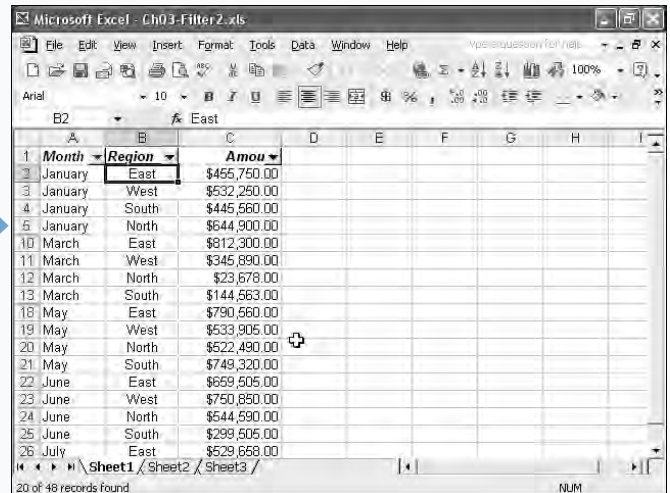 Microsoft Excel - Ch03-Filter2.xls
File Edit View Insert Format Tools Data Window Help
100%
Arial 10 B I U % ,
B2 fx East
A B C D E F G H I
1 Month Region Amou
2 January East $455,750.00
3 January West $532,250.00
4 January South $445,560.00
5 January North $644,900.00
10 March East $812,300.00
11 March West $345,890.00
12 March North $23,678.00
13 March South $144,563.00
18 May East $790,560.00
19 May West $533,905.00
20 May North $522,490.00
21 May South $749,320.00
22 June East $659,505.00
23 June West $750,850.00
24 June North $544,590.00
25 June South $299,505.00
26 July East $529,658.00
Sheet1 / Sheet2 / Sheet3 /
20 of 48 records found NUM